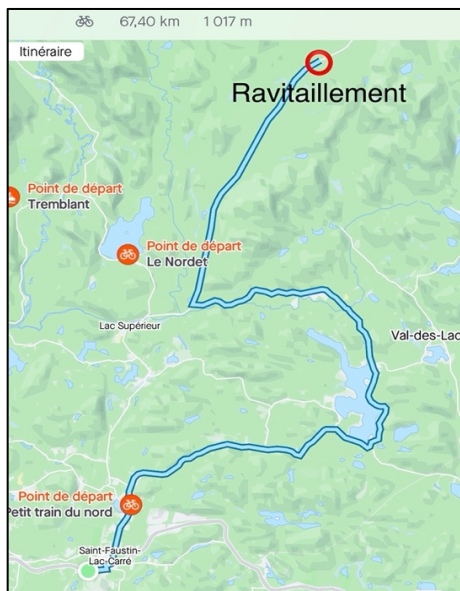 67,40 km 1 017 m
Itinéraire
Ravitaillement
Point de départ
Tremblant
Point de départ
Le Nordet
Lac Supérieur
Val-des-Lac
Point de départ
Petit train du nord
Saint-Faustin-
Lac-Carré